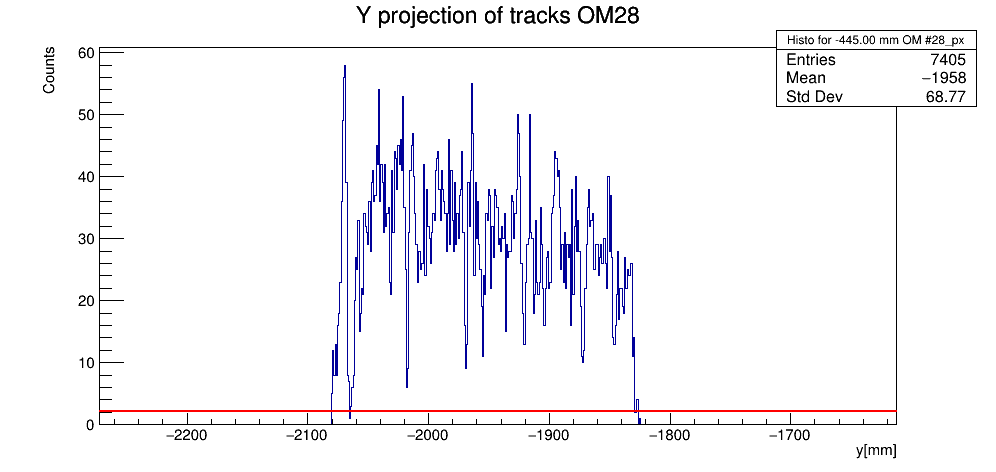 Y projection of tracks OM28
Histo for -445.00 mm OM #28_px
Entries 7405
Mean −1958
Std Dev 68.77
Counts
60
50
40
30
20
10
0
−2200 −2100 −2000 −1900 −1800 −1700
y[mm]